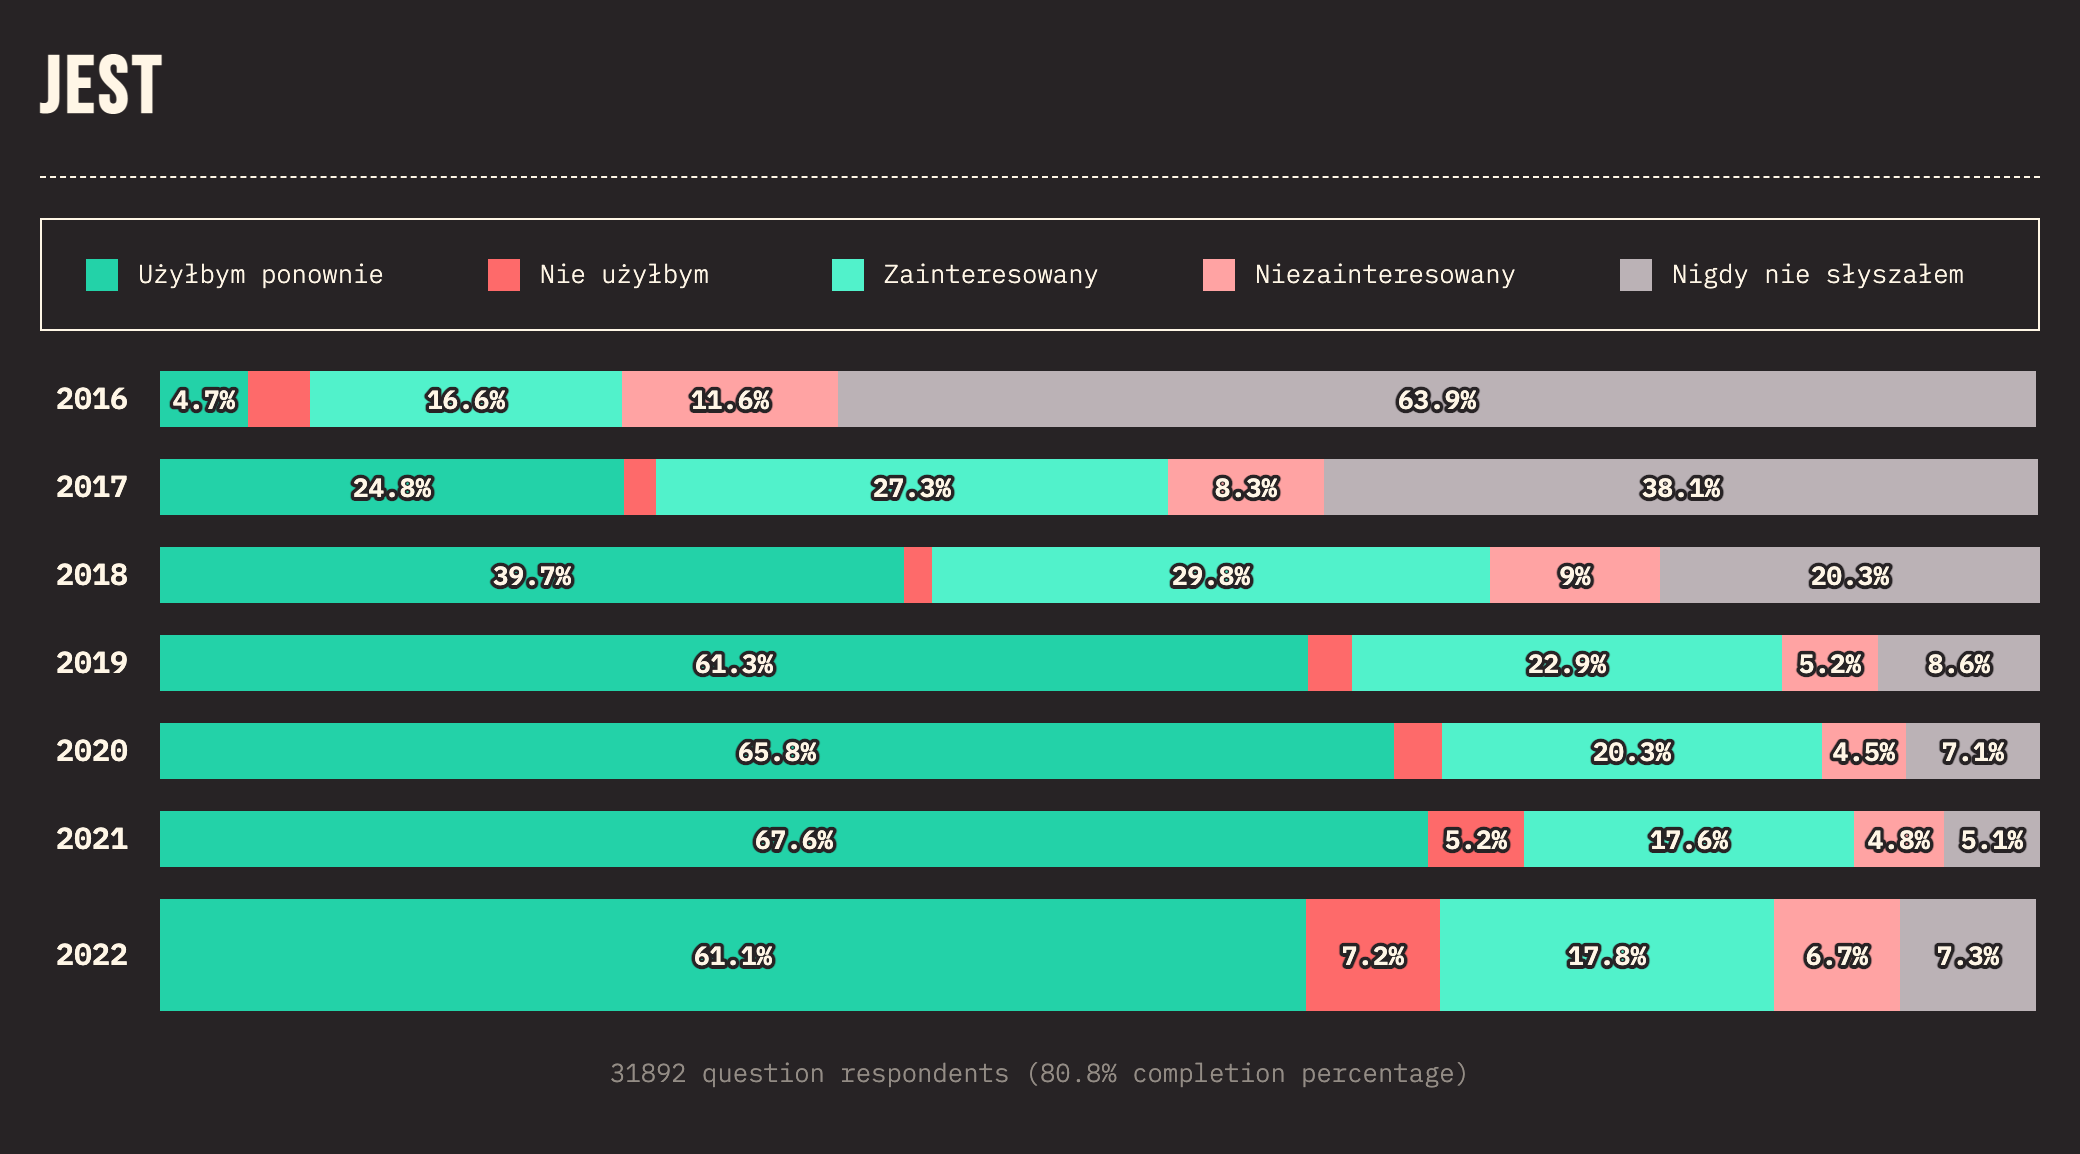 JEST
Użyłbym ponownie Nie użyłbym Zainteresowany Niezainteresowany Nigdy nie słyszałem
2016 4.7% 16.6% 11.6% 63.9%
2017 24.8% 27.3% 8.3% 38.1%
2018 39.7% 29.8% 9% 20.3%
2019 61.3% 22.9% 5.2% 8.6%
2020 65.8% 20.3% 4.5% 7.1%
2021 67.6% 5.2% 17.6% 4.8% 5.1%
2022 61.1% 7.2% 17.8% 6.7% 7.3%
31892 question respondents (80.8% completion percentage)